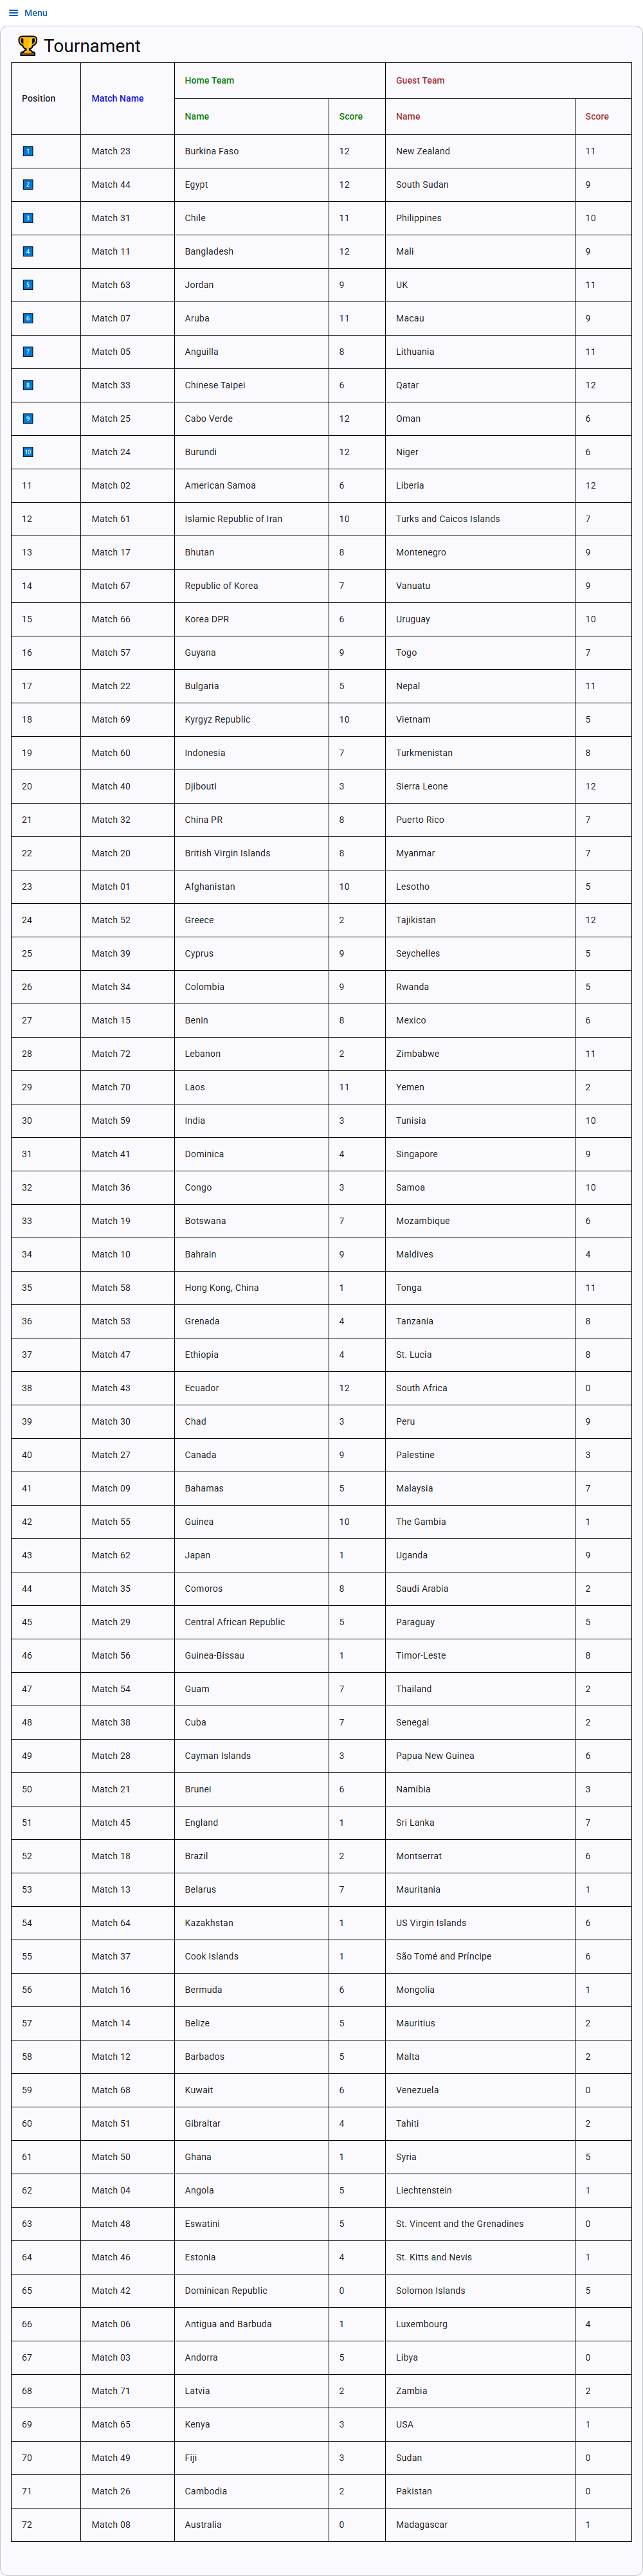 Menu
Tournament
Position Match Name Home Team Guest Team
Name Score Name Score
1 Match 23 Burkina Faso 12 New Zealand 11
2 Match 44 Egypt 12 South Sudan 9
3 Match 31 Chile 11 Philippines 10
4 Match 11 Bangladesh 12 Mali 9
5 Match 63 Jordan 9 UK 11
6 Match 07 Aruba 11 Macau 9
7 Match 05 Anguilla 8 Lithuania 11
8 Match 33 Chinese Taipei 6 Qatar 12
9 Match 25 Cabo Verde 12 Oman 6
10 Match 24 Burundi 12 Niger 6
11 Match 02 American Samoa 6 Liberia 12
12 Match 61 Islamic Republic of Iran 10 Turks and Caicos Islands 7
13 Match 17 Bhutan 8 Montenegro 9
14 Match 67 Republic of Korea 7 Vanuatu 9
15 Match 66 Korea DPR 6 Uruguay 10
16 Match 57 Guyana 9 Togo 7
17 Match 22 Bulgaria 5 Nepal 11
18 Match 69 Kyrgyz Republic 10 Vietnam 5
19 Match 60 Indonesia 7 Turkmenistan 8
20 Match 40 Djibouti 3 Sierra Leone 12
21 Match 32 China PR 8 Puerto Rico 7
22 Match 20 British Virgin Islands 8 Myanmar 7
23 Match 01 Afghanistan 10 Lesotho 5
24 Match 52 Greece 2 Tajikistan 12
25 Match 39 Cyprus 9 Seychelles 5
26 Match 34 Colombia 9 Rwanda 5
27 Match 15 Benin 8 Mexico 6
28 Match 72 Lebanon 2 Zimbabwe 11
29 Match 70 Laos 11 Yemen 2
30 Match 59 India 3 Tunisia 10
31 Match 41 Dominica 4 Singapore 9
32 Match 36 Congo 3 Samoa 10
33 Match 19 Botswana 7 Mozambique 6
34 Match 10 Bahrain 9 Maldives 4
35 Match 58 Hong Kong, China 1 Tonga 11
36 Match 53 Grenada 4 Tanzania 8
37 Match 47 Ethiopia 4 St. Lucia 8
38 Match 43 Ecuador 12 South Africa 0
39 Match 30 Chad 3 Peru 9
40 Match 27 Canada 9 Palestine 3
41 Match 09 Bahamas 5 Malaysia 7
42 Match 55 Guinea 10 The Gambia 1
43 Match 62 Japan 1 Uganda 9
44 Match 35 Comoros 8 Saudi Arabia 2
45 Match 29 Central African Republic 5 Paraguay 5
46 Match 56 Guinea-Bissau 1 Timor-Leste 8
47 Match 54 Guam 7 Thailand 2
48 Match 38 Cuba 7 Senegal 2
49 Match 28 Cayman Islands 3 Papua New Guinea 6
50 Match 21 Brunei 6 Namibia 3
51 Match 45 England 1 Sri Lanka 7
52 Match 18 Brazil 2 Montserrat 6
53 Match 13 Belarus 7 Mauritania 1
54 Match 64 Kazakhstan 1 US Virgin Islands 6
55 Match 37 Cook Islands 1 São Tomé and Príncipe 6
56 Match 16 Bermuda 6 Mongolia 1
57 Match 14 Belize 5 Mauritius 2
58 Match 12 Barbados 5 Malta 2
59 Match 68 Kuwait 6 Venezuela 0
60 Match 51 Gibraltar 4 Tahiti 2
61 Match 50 Ghana 1 Syria 5
62 Match 04 Angola 5 Liechtenstein 1
63 Match 48 Eswatini 5 St. Vincent and the Grenadines 0
64 Match 46 Estonia 4 St. Kitts and Nevis 1
65 Match 42 Dominican Republic 0 Solomon Islands 5
66 Match 06 Antigua and Barbuda 1 Luxembourg 4
67 Match 03 Andorra 5 Libya 0
68 Match 71 Latvia 2 Zambia 2
69 Match 65 Kenya 3 USA 1
70 Match 49 Fiji 3 Sudan 0
71 Match 26 Cambodia 2 Pakistan 0
72 Match 08 Australia 0 Madagascar 1